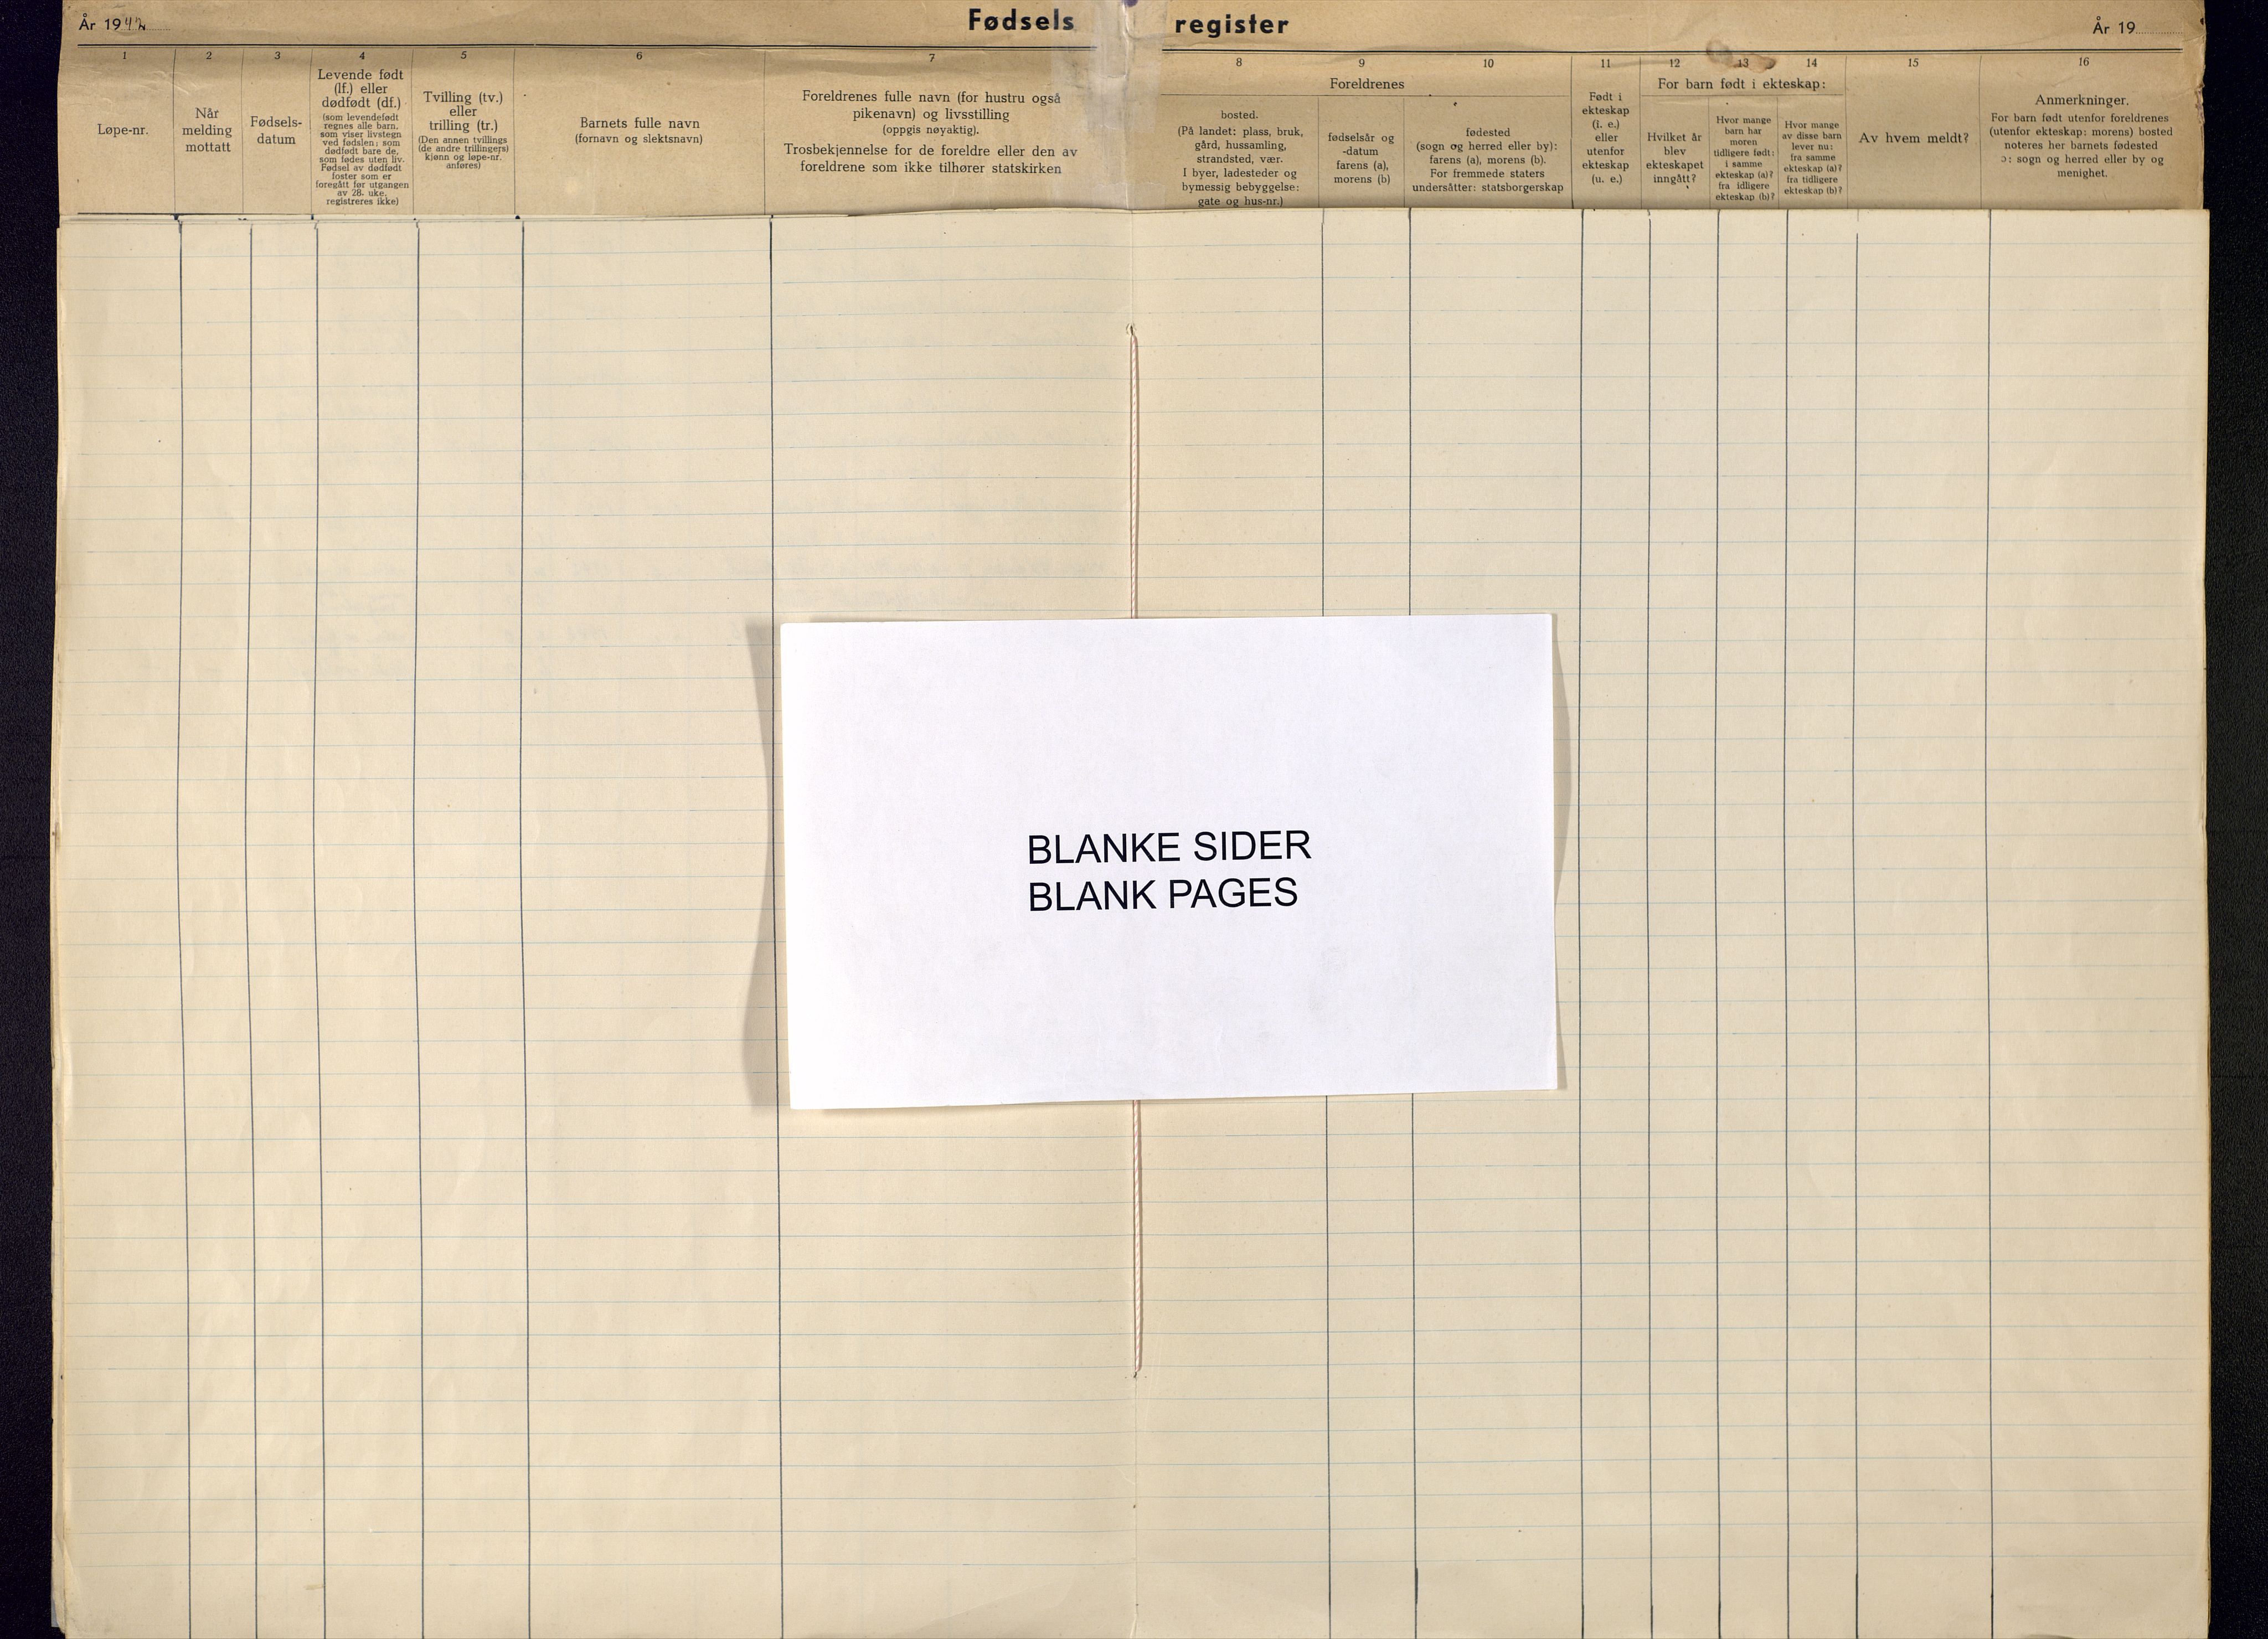 År 1942
Fødsels register
År 19
1
Løpe-nr.
2
Når
melding
mottatt
3
Fødsels-
datum
4
Levende født
(lf.) eller
dødfødt (df.)
(som levendefødt
regnes alle barn,
som viser livstegn
ved fødslen; som
dødfødt bare de,
som fødes uten liv.
Fødsel av dødfødt
foster som er
foregått før utgangen
av 28. uke,
registreres ikke)
5
Tvilling (tv.)
eller
trilling (tr.)
(Den annen tvillings
(de andre trillingers)
kjønn og løpe-nr.
anføres)
6
Barnets fulle navn
(fornavn og slektsnavn)
7
Foreldrenes fulle navn (for hustru også
pikenavn) og livsstilling
(oppgis nøyaktig).
Trosbekjennelse for de foreldre eller den av
foreldrene som ikke tilhører statskirken
Foreldrenes
8
bosted.
(På landet: plass, bruk,
gård, hussamling,
strandsted, vær.
I byer, ladesteder og
bymessig bebyggelse:
gate og hus-nr.)
9
fødselsår og
-datum
farens (a),
morens (b)
10
fødested
(sogn og herred eller by):
farens (a), morens (b).
For fremmede staters
undersåtter: statsborgerskap
11
Født i
ekteskap
(i. e.)
eller
utenfor
ekteskap
(u. e.)
For barn født i ekteskap:
12
Hvilket år
blev
ekteskapet
inngått?
13
Hvor mange
barn har
moren
tidligere født:
i samme
ekteskap (a)?
fra idligere
ekteskap (b)?
14
Hvor mange
av disse barn
lever nu:
fra samme
ekteskap (a)?
fra tidligere
ekteskap (b)?
15
Av hvem meldt?
16
Anmerkninger.
For barn født utenfor foreldrenes
(utenfor ekteskap: morens) bosted
noteres her barnets fødested
ɔ: sogn og herred eller by og
menighet.
BLANKE SIDER
BLANK PAGES